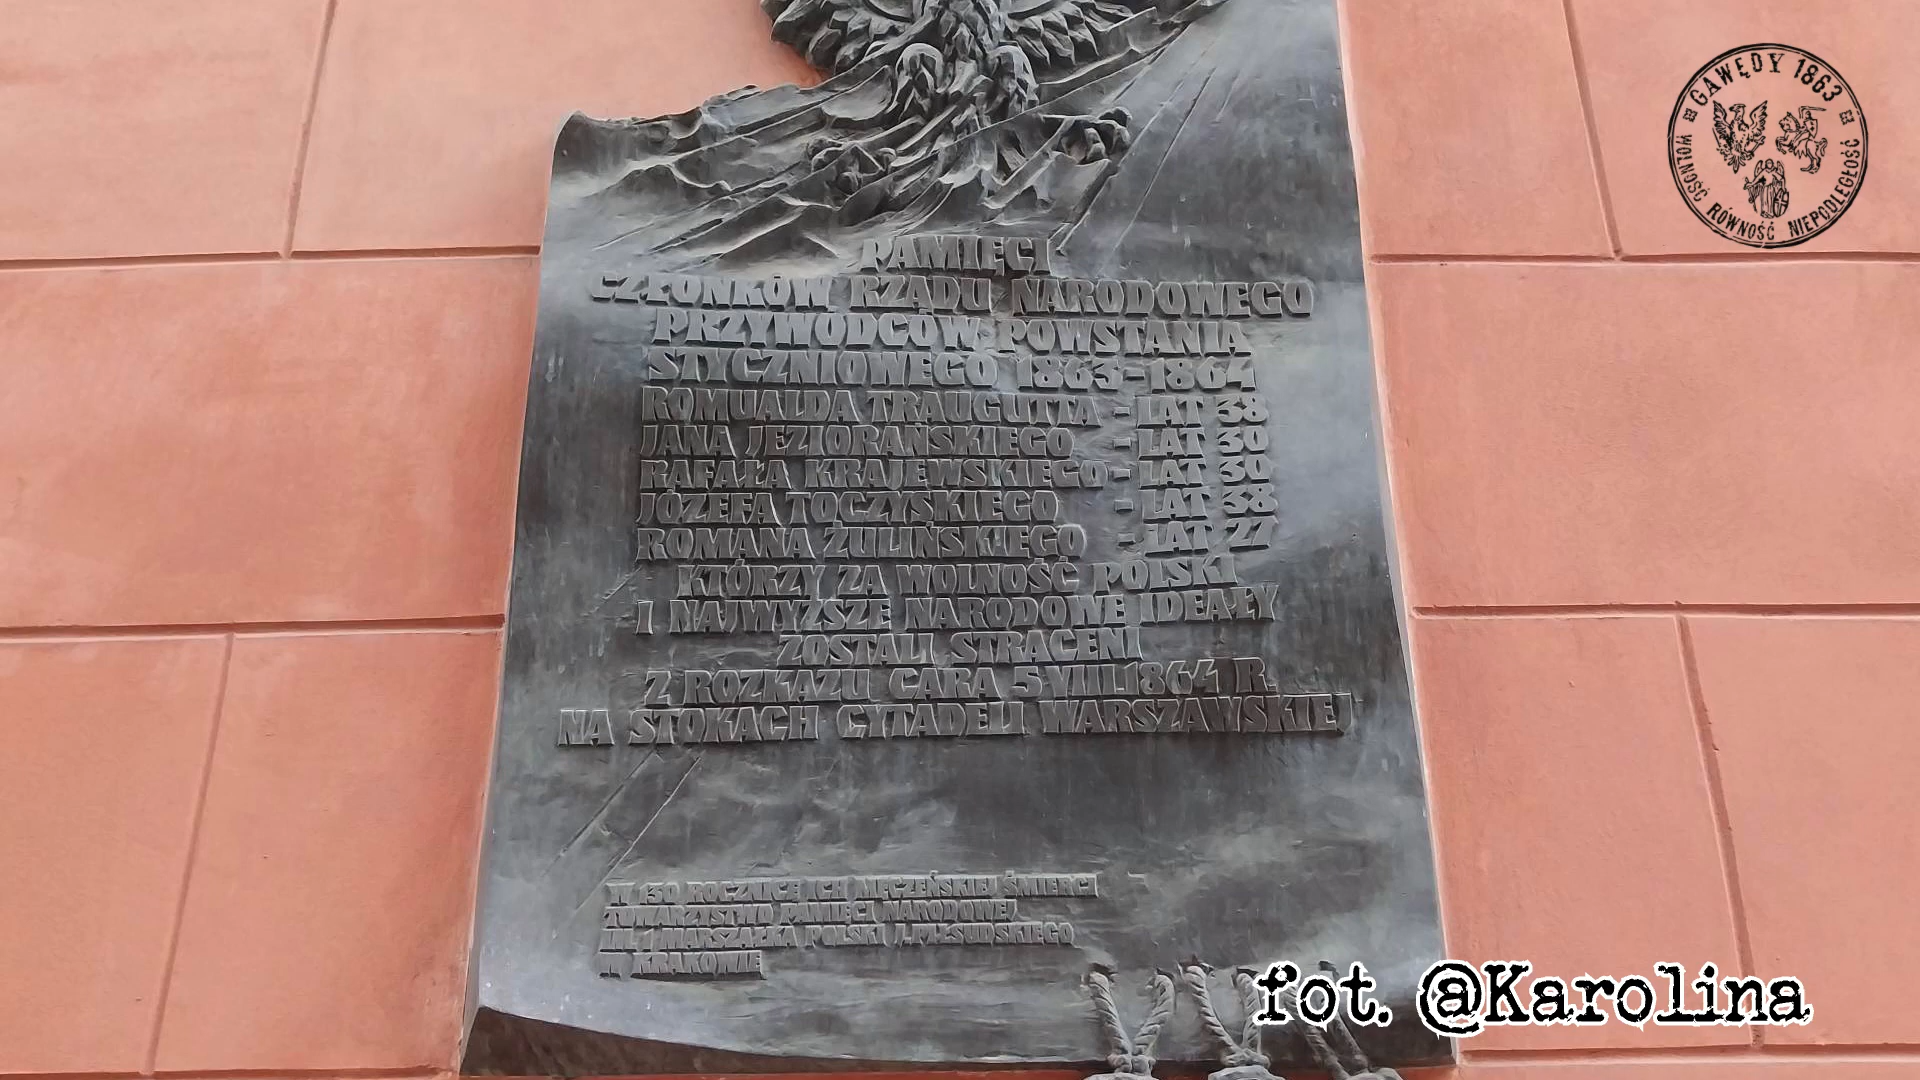 PAMIĘCI
CZŁONKÓW RZĄDU NARODOWEGO
PRZYWÓDCÓW POWSTANIA
STYCZNIOWEGO 1863-1864
ROMUALDA TRAUGUTTA - LAT 38
JANA JEZIORAŃSKIEGO - LAT 30
RAFAŁA KRAJEWSKIEGO - LAT 30
JÓZEFA TOCZYSKIEGO - LAT 38
ROMANA ŻULIŃSKIEGO - LAT 27
KTÓRZY ZA WOLNOŚĆ POLSKI
I NAJWYŻSZE NARODOWE IDEAŁY
ZOSTALI STRACENI
Z ROZKAZU CARA 5 VIII.1864 R.
NA STOKACH CYTADELI WARSZAWSKIEJ
W 130 ROCZNICĘ ICH MĘCZEŃSKIEJ ŚMIERCI
TOWARZYSTWO PAMIĘCI NARODOWEJ
IM. 1 MARSZAŁKA POLSKI J. PIŁSUDSKIEGO
W KRAKOWIE
GAWĘDY 1863
WOLNOŚĆ RÓWNOŚĆ NIEPODLEGŁOŚĆ
fot. @Karolina